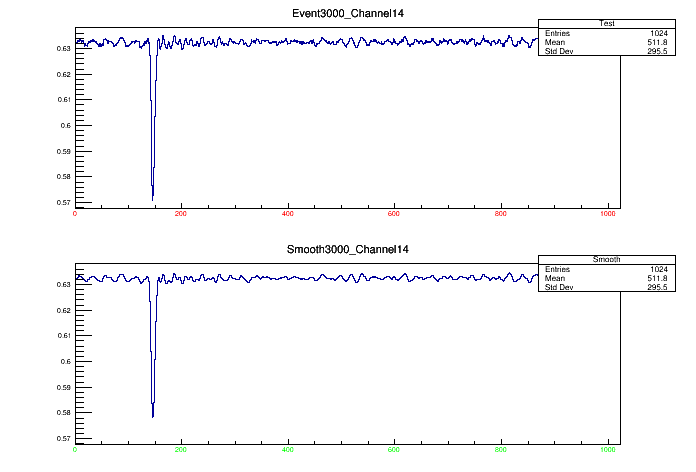 Event3000_Channel14
Test
Entries 1024
Mean 511.8
Std Dev 295.5
0.63
0.62
0.61
0.6
0.59
0.58
0.57
0 200 400 600 800 1000
Smooth3000_Channel14
Smooth
Entries 1024
Mean 511.8
Std Dev 295.5
0.63
0.62
0.61
0.6
0.59
0.58
0.57
0 200 400 600 800 1000